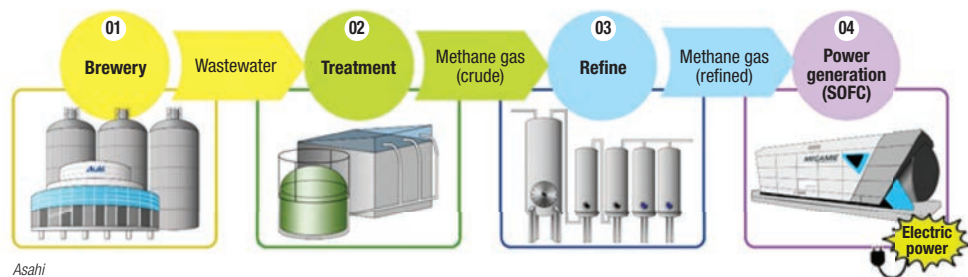 01
Brewery
Wastewater
02
Treatment
Methane gas
(crude)
03
Refine
Methane gas
(refined)
04
Power
generation
(SOFC)
Asahi
MEGAMIE
Electric
power
Asahi